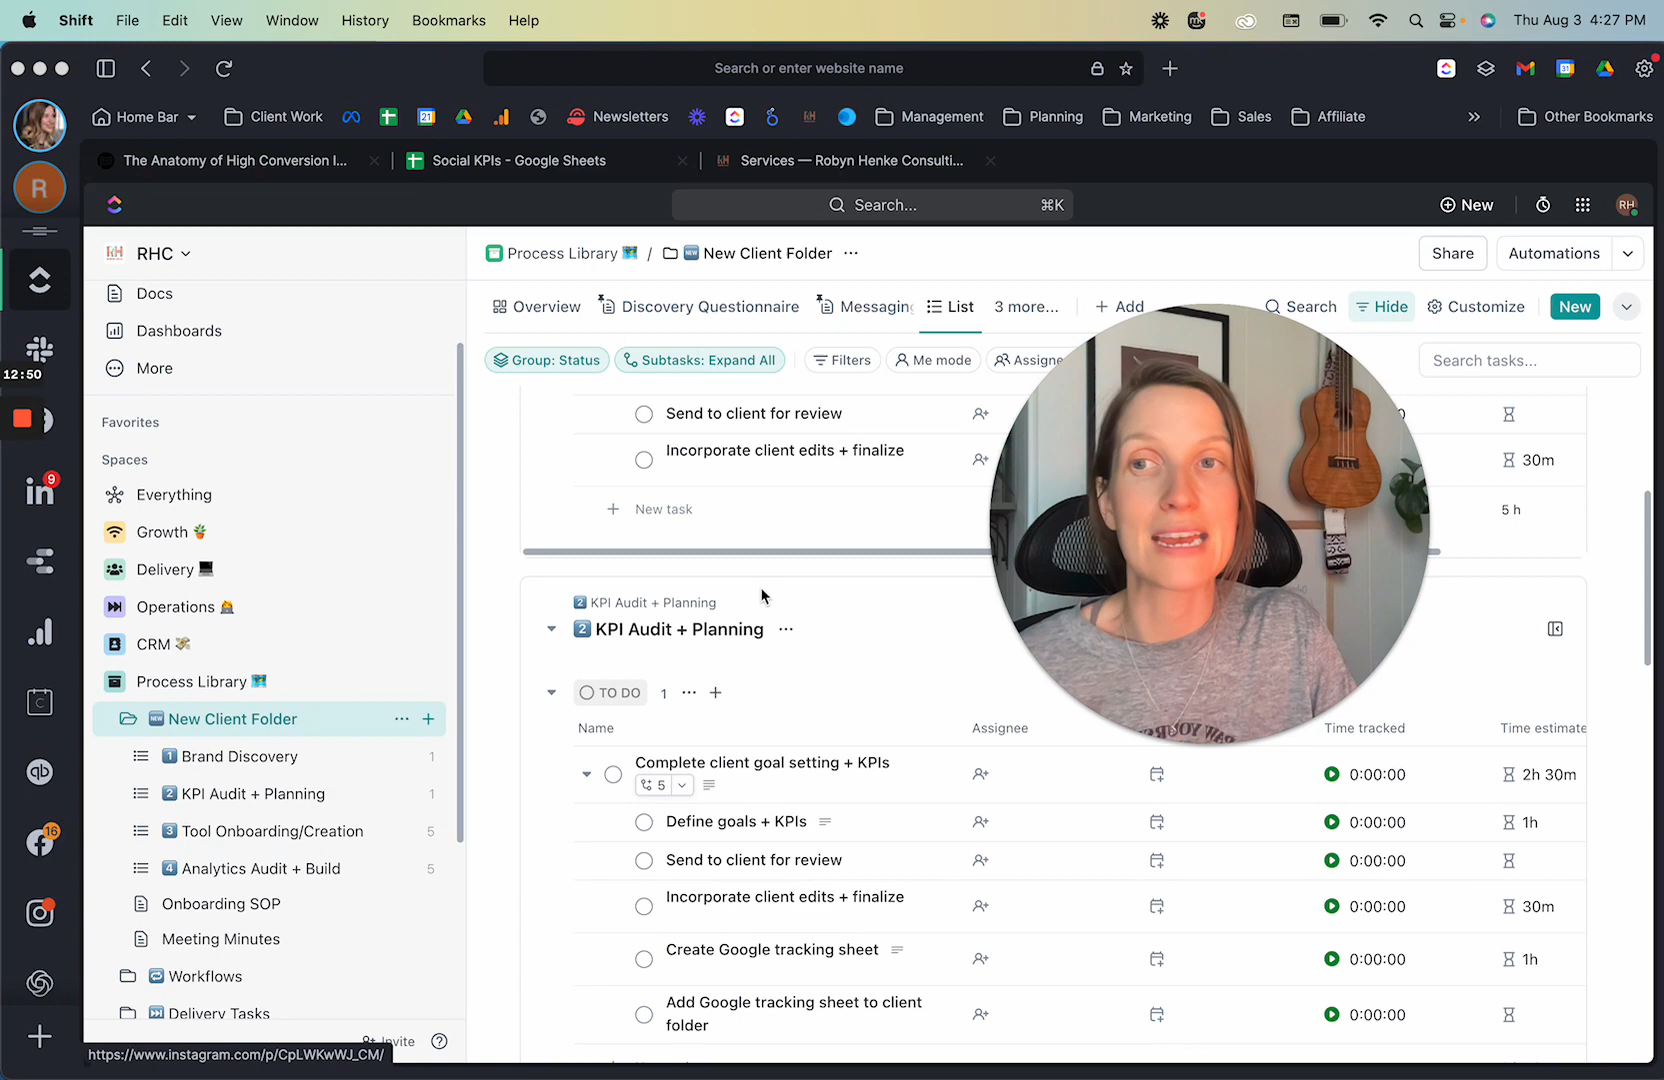 Shift File Edit View Window History Bookmarks Help
Thu Aug 3 4:27 PM
Search or enter website name
Home Bar
Client Work
21
Newsletters
Management
Planning
Marketing
Sales
Affiliate
Other Bookmarks
The Anatomy of High Conversion I...
Social KPIs - Google Sheets
Services — Robyn Henke Consulti...
R
Search...
⌘K
New
RH
RHC
Process Library / New Client Folder ...
Share
Automations
Docs
Dashboards
More
Overview
Discovery Questionnaire
Messaging
List
3 more...
+ Add
Search
Hide
Customize
New
Group: Status
Subtasks: Expand All
Filters
Me mode
Assigne
Search tasks...
12:50
Favorites
Spaces
Everything
Growth
Delivery
Operations
CRM
Process Library
New Client Folder
1 Brand Discovery 1
2 KPI Audit + Planning 1
3 Tool Onboarding/Creation 5
4 Analytics Audit + Build 5
Onboarding SOP
Meeting Minutes
Workflows
Delivery Tasks
Invite
https://www.instagram.com/p/CpLWKwWJ_CM/
in
9
C
qb
16
Send to client for review
Incorporate client edits + finalize
30m
+ New task
5 h
2 KPI Audit + Planning
2 KPI Audit + Planning ...
TO DO 1 ... +
Name
Assignee
Time tracked
Time estimate
Complete client goal setting + KPIs
5
0:00:00
2h 30m
Define goals + KPIs
0:00:00
1h
Send to client for review
0:00:00
Incorporate client edits + finalize
0:00:00
30m
Create Google tracking sheet
0:00:00
1h
Add Google tracking sheet to client
folder
0:00:00